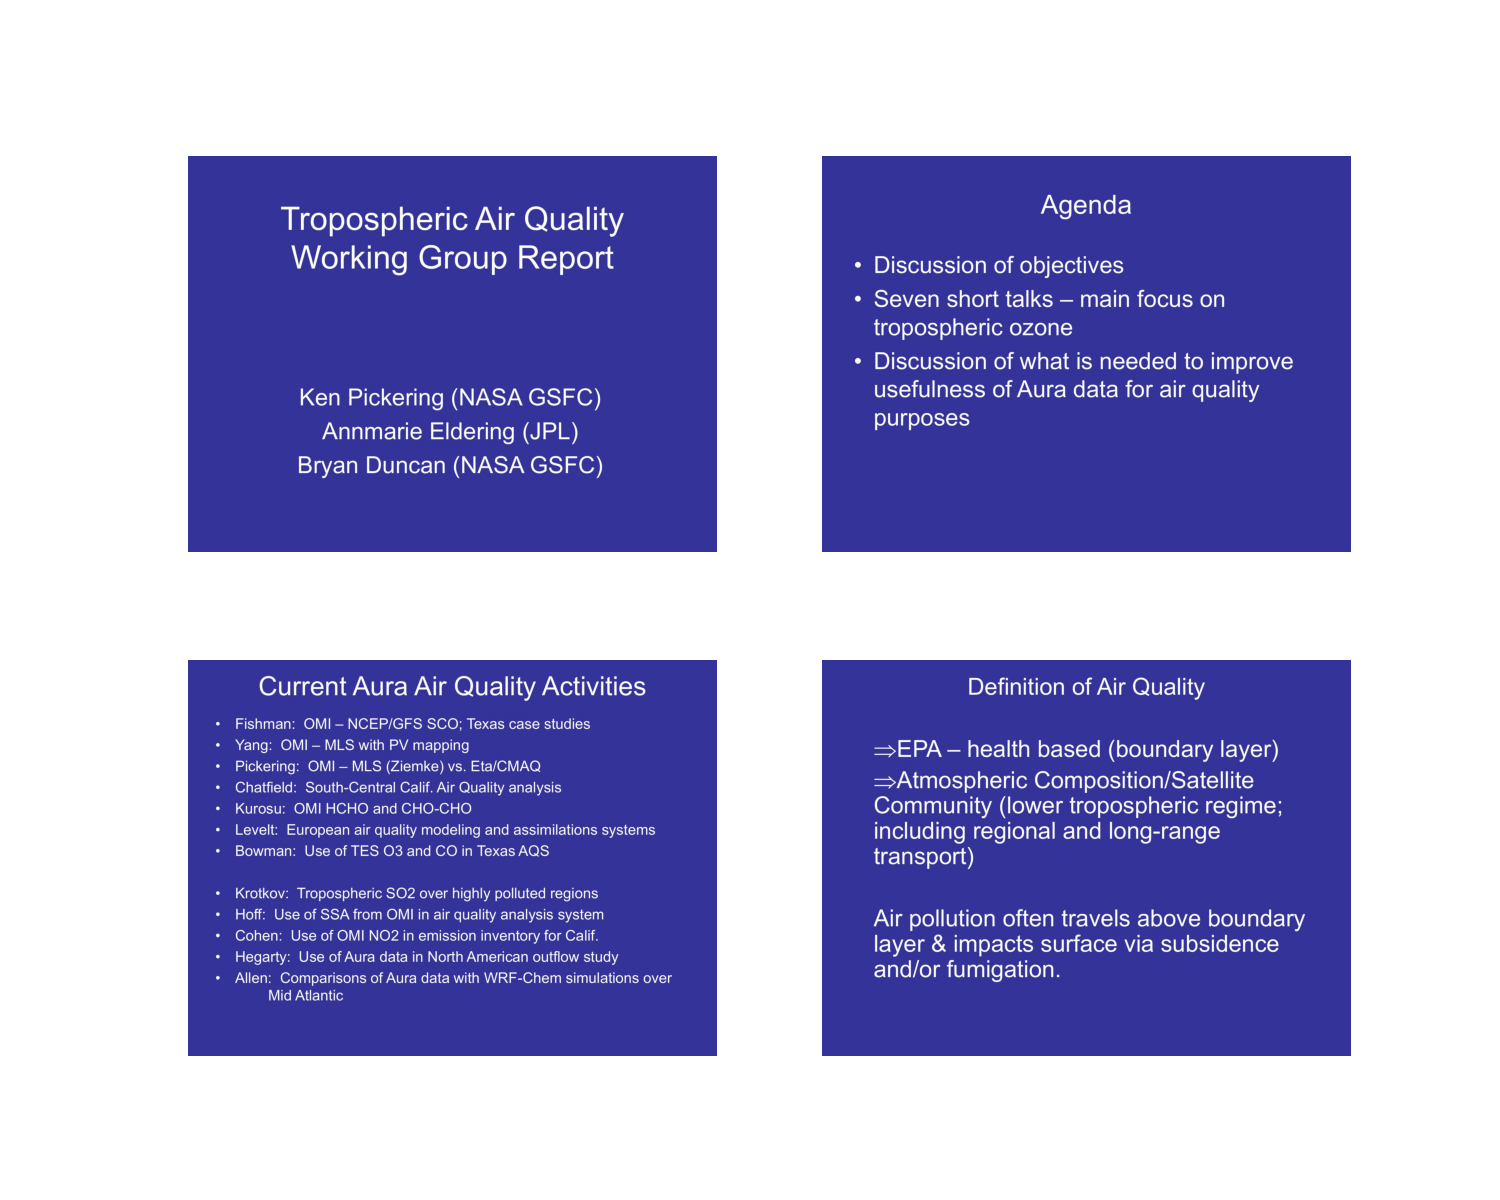 Tropospheric Air Quality
Working Group Report
Ken Pickering (NASA GSFC)
Annmarie Eldering (JPL)
Bryan Duncan (NASA GSFC)
Agenda
• Discussion of objectives
• Seven short talks – main focus on
tropospheric ozone
• Discussion of what is needed to improve
usefulness of Aura data for air quality
purposes
Current Aura Air Quality Activities
• Fishman: OMI – NCEP/GFS SCO; Texas case studies
• Yang: OMI – MLS with PV mapping
• Pickering: OMI – MLS (Ziemke) vs. Eta/CMAQ
• Chatfield: South-Central Calif. Air Quality analysis
• Kurosu: OMI HCHO and CHO-CHO
• Levelt: European air quality modeling and assimilations systems
• Bowman: Use of TES O3 and CO in Texas AQS
• Krotkov: Tropospheric SO2 over highly polluted regions
• Hoff: Use of SSA from OMI in air quality analysis system
• Cohen: Use of OMI NO2 in emission inventory for Calif.
• Hegarty: Use of Aura data in North American outflow study
• Allen: Comparisons of Aura data with WRF-Chem simulations over
Mid Atlantic
Definition of Air Quality
⇒EPA – health based (boundary layer)
⇒Atmospheric Composition/Satellite
Community (lower tropospheric regime;
including regional and long-range
transport)
Air pollution often travels above boundary
layer & impacts surface via subsidence
and/or fumigation.